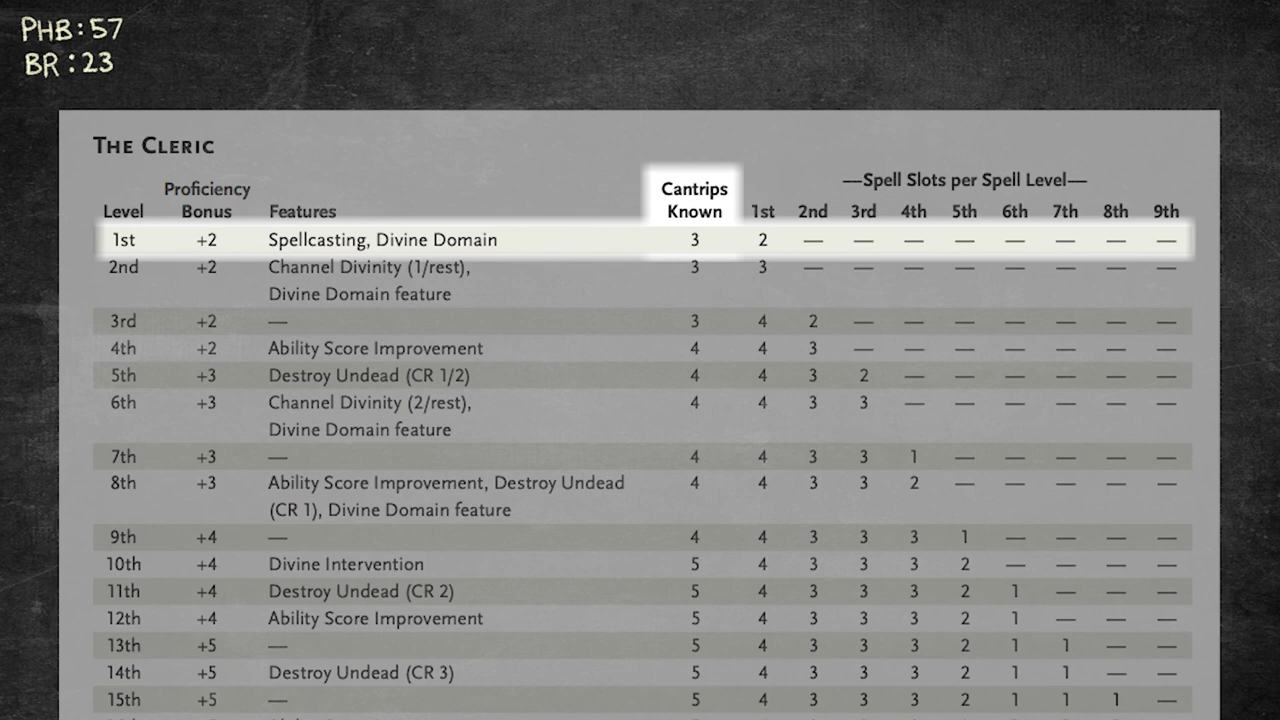 PHB:57
BR:23
The Cleric
—Spell Slots per Spell Level—
Proficiency Cantrips
Level Bonus Features Known 1st 2nd 3rd 4th 5th 6th 7th 8th 9th
1st +2 Spellcasting, Divine Domain 3 2 — — — — — — — —
2nd +2 Channel Divinity (1/rest), 3 3 — — — — — — — —
Divine Domain feature
3rd +2 — 3 4 2 — — — — — — —
4th +2 Ability Score Improvement 4 4 3 — — — — — — —
5th +3 Destroy Undead (CR 1/2) 4 4 3 2 — — — — — —
6th +3 Channel Divinity (2/rest), 4 4 3 3 — — — — — —
Divine Domain feature
7th +3 — 4 4 3 3 1 — — — — —
8th +3 Ability Score Improvement, Destroy Undead 4 4 3 3 2 — — — — —
(CR 1), Divine Domain feature
9th +4 — 4 4 3 3 3 1 — — — —
10th +4 Divine Intervention 5 4 3 3 3 2 — — — —
11th +4 Destroy Undead (CR 2) 5 4 3 3 3 2 1 — — —
12th +4 Ability Score Improvement 5 4 3 3 3 2 1 — — —
13th +5 — 5 4 3 3 3 2 1 1 — —
14th +5 Destroy Undead (CR 3) 5 4 3 3 3 2 1 1 — —
15th +5 — 5 4 3 3 3 2 1 1 1 —